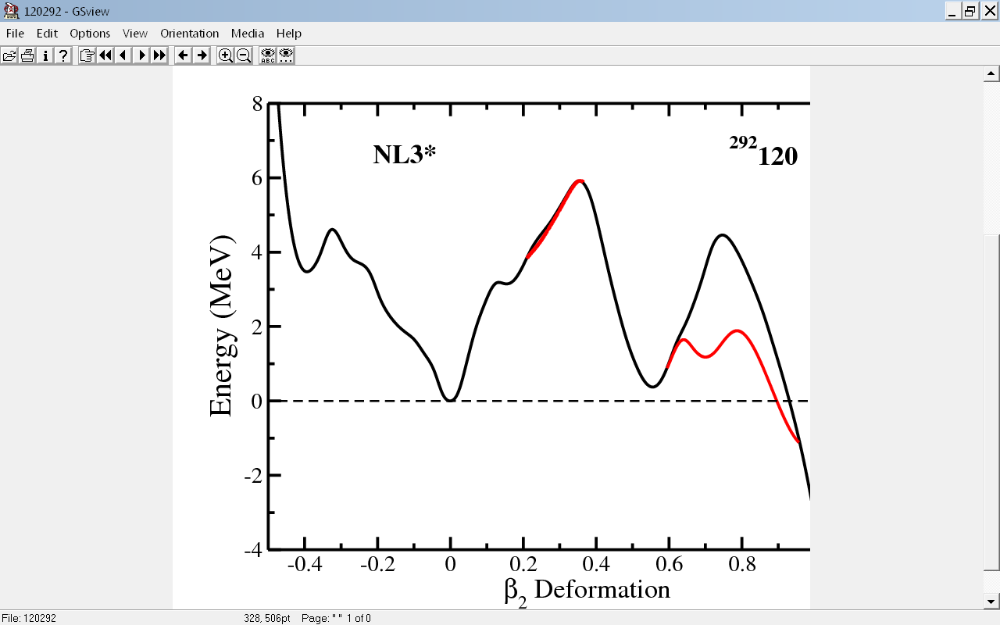 120292 - GSview
File Edit Options View Orientation Media Help
i ? ABC
8
NL3* ²⁹²120
6
4
2
0
-2
-4
Energy (MeV)
-0.4 -0.2 0 0.2 0.4 0.6 0.8
β₂ Deformation
File: 120292 328, 506pt Page: " " 1 of 0